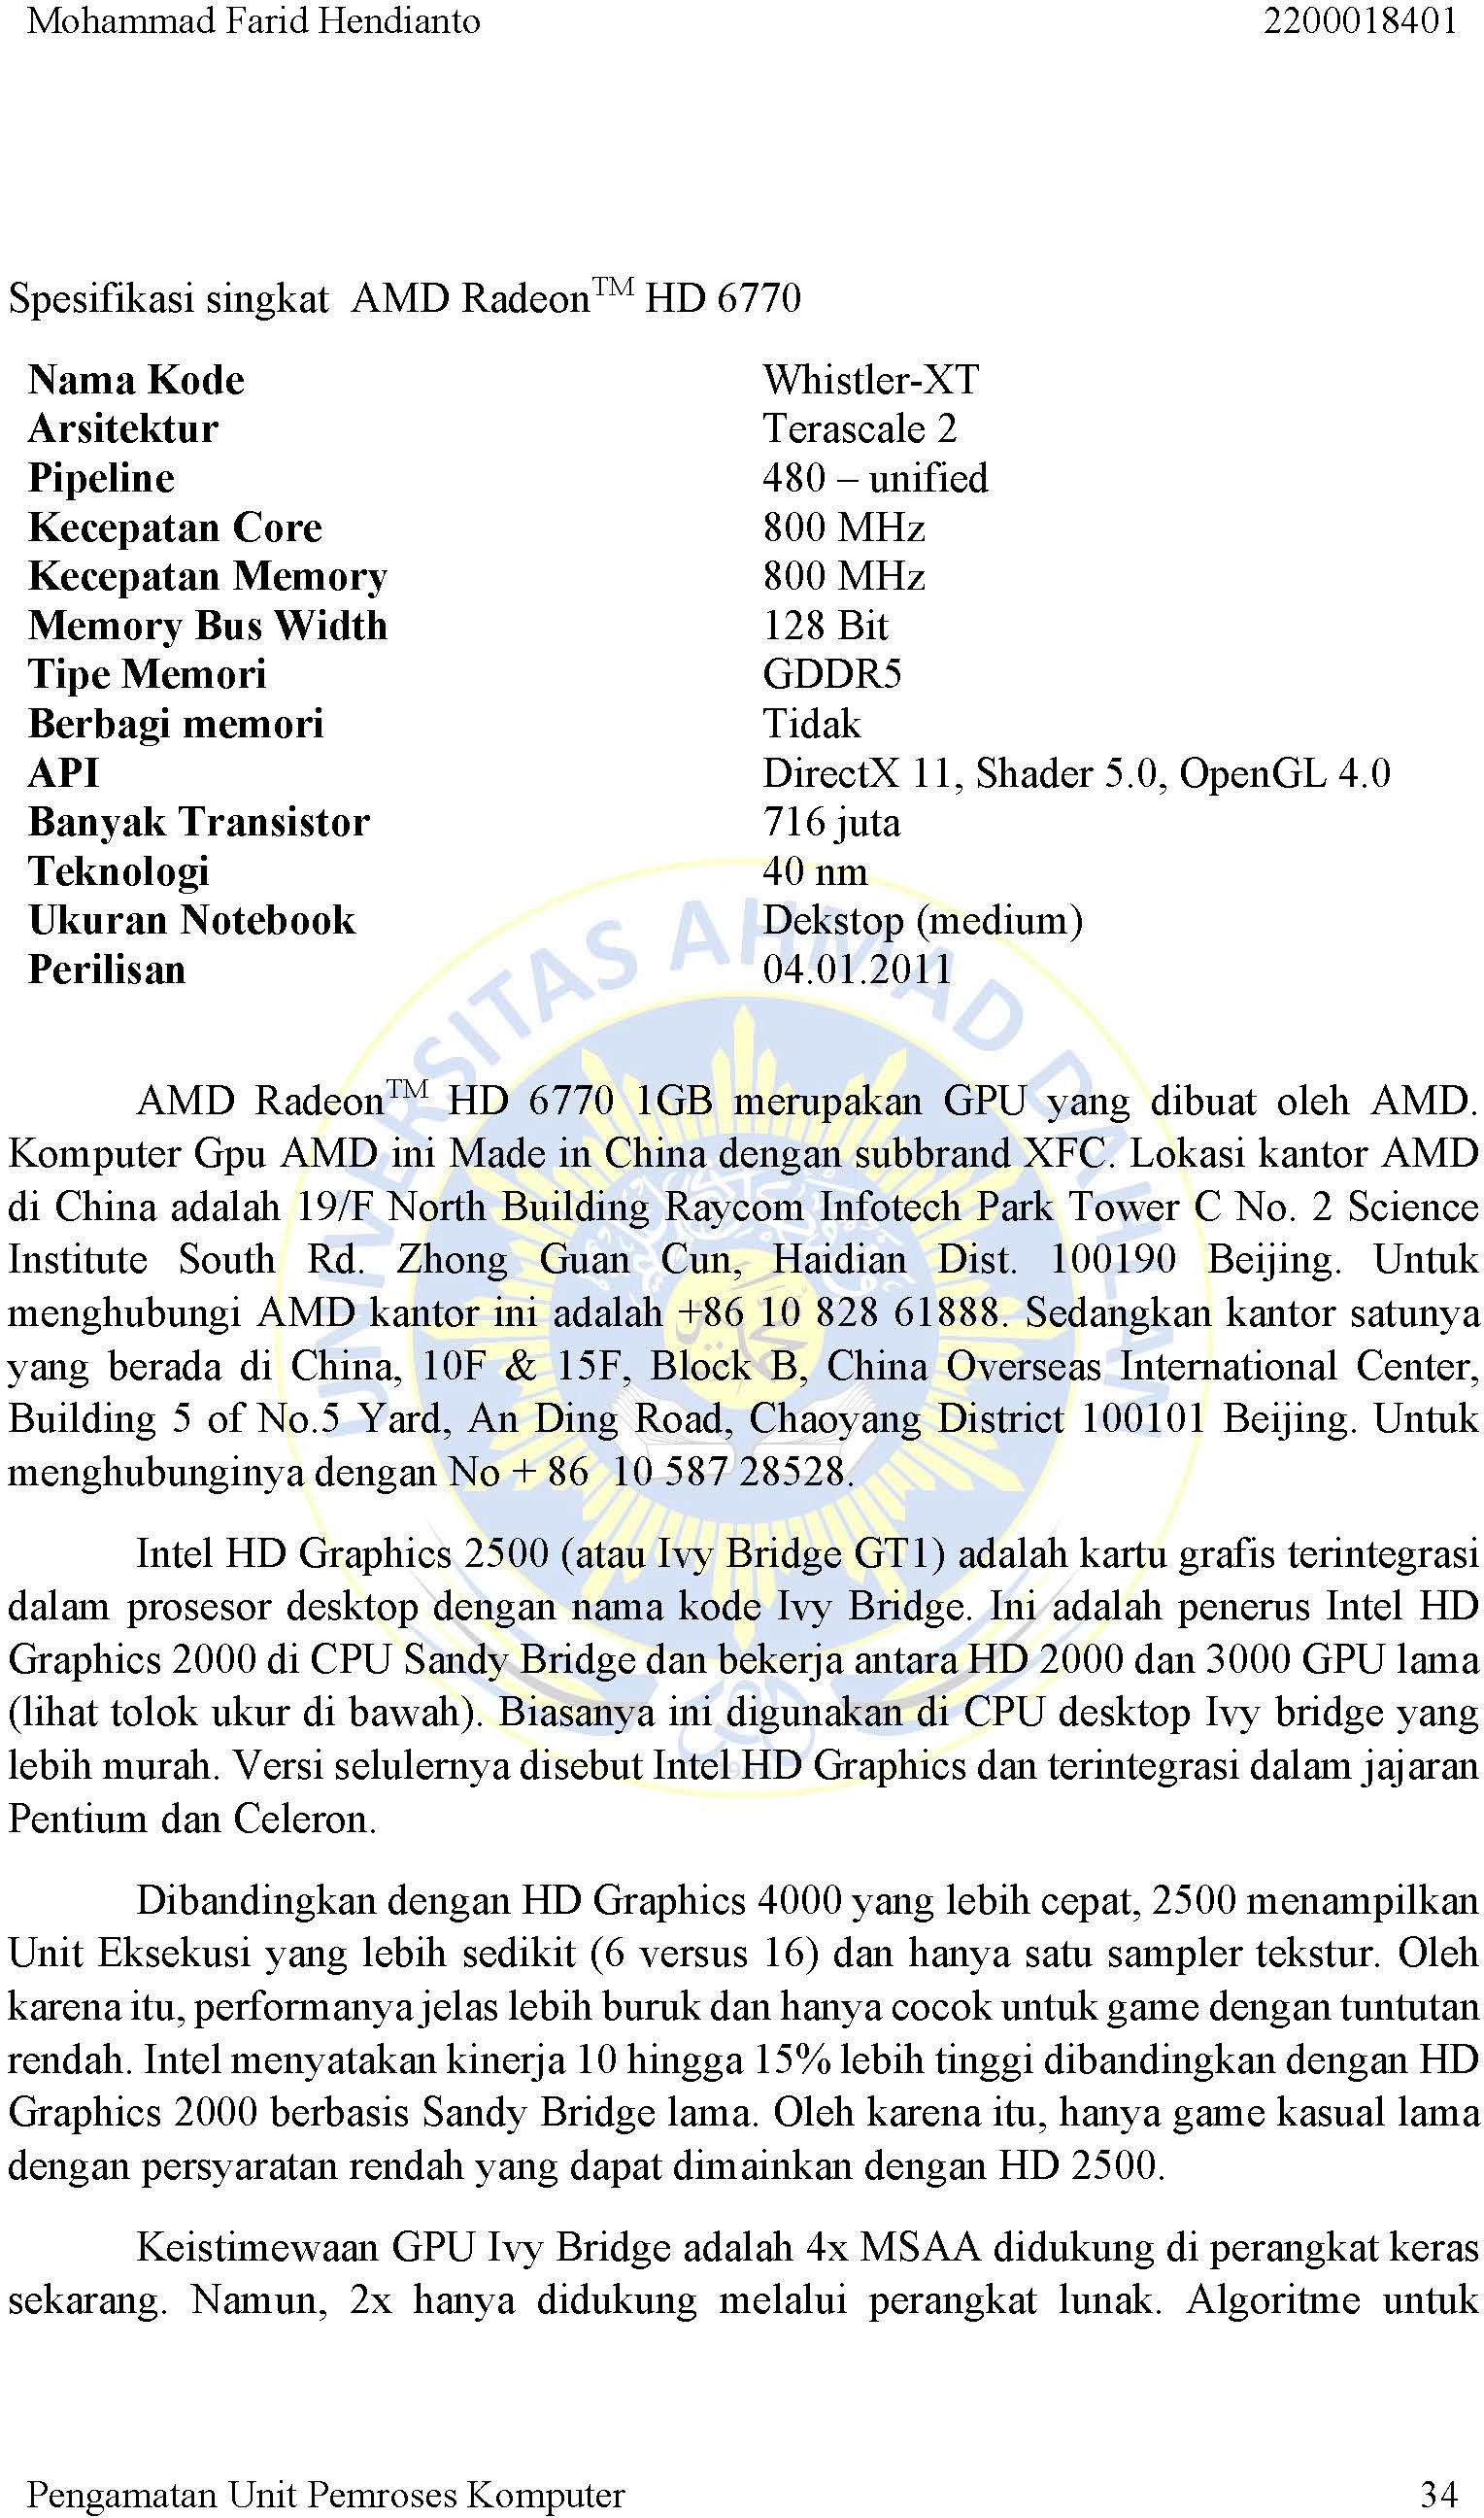 Mohammad Farid Hendianto 2200018401
Spesifikasi singkat AMD Radeon™ HD 6770
Nama Kode Whistler-XT
Arsitektur Terascale 2
Pipeline 480 – unified
Kecepatan Core 800 MHz
Kecepatan Memory 800 MHz
Memory Bus Width 128 Bit
Tipe Memori GDDR5
Berbagi memori Tidak
API DirectX 11, Shader 5.0, OpenGL 4.0
Banyak Transistor 716 juta
Teknologi 40 nm
Ukuran Notebook Dekstop (medium)
Perilisan 04.01.2011
UNIVERSITAS AHMAD DAHLAN
AMD Radeon™ HD 6770 1GB merupakan GPU yang dibuat oleh AMD.
Komputer Gpu AMD ini Made in China dengan subbrand XFC. Lokasi kantor AMD
di China adalah 19/F North Building Raycom Infotech Park Tower C No. 2 Science
Institute South Rd. Zhong Guan Cun, Haidian Dist. 100190 Beijing. Untuk
menghubungi AMD kantor ini adalah +86 10 828 61888. Sedangkan kantor satunya
yang berada di China, 10F & 15F, Block B, China Overseas International Center,
Building 5 of No.5 Yard, An Ding Road, Chaoyang District 100101 Beijing. Untuk
menghubunginya dengan No + 86 10 587 28528.
Intel HD Graphics 2500 (atau Ivy Bridge GT1) adalah kartu grafis terintegrasi
dalam prosesor desktop dengan nama kode Ivy Bridge. Ini adalah penerus Intel HD
Graphics 2000 di CPU Sandy Bridge dan bekerja antara HD 2000 dan 3000 GPU lama
(lihat tolok ukur di bawah). Biasanya ini digunakan di CPU desktop Ivy bridge yang
lebih murah. Versi selulernya disebut Intel HD Graphics dan terintegrasi dalam jajaran
Pentium dan Celeron.
Dibandingkan dengan HD Graphics 4000 yang lebih cepat, 2500 menampilkan
Unit Eksekusi yang lebih sedikit (6 versus 16) dan hanya satu sampler tekstur. Oleh
karena itu, performanya jelas lebih buruk dan hanya cocok untuk game dengan tuntutan
rendah. Intel menyatakan kinerja 10 hingga 15% lebih tinggi dibandingkan dengan HD
Graphics 2000 berbasis Sandy Bridge lama. Oleh karena itu, hanya game kasual lama
dengan persyaratan rendah yang dapat dimainkan dengan HD 2500.
Keistimewaan GPU Ivy Bridge adalah 4x MSAA didukung di perangkat keras
sekarang. Namun, 2x hanya didukung melalui perangkat lunak. Algoritme untuk
Pengamatan Unit Pemroses Komputer 34